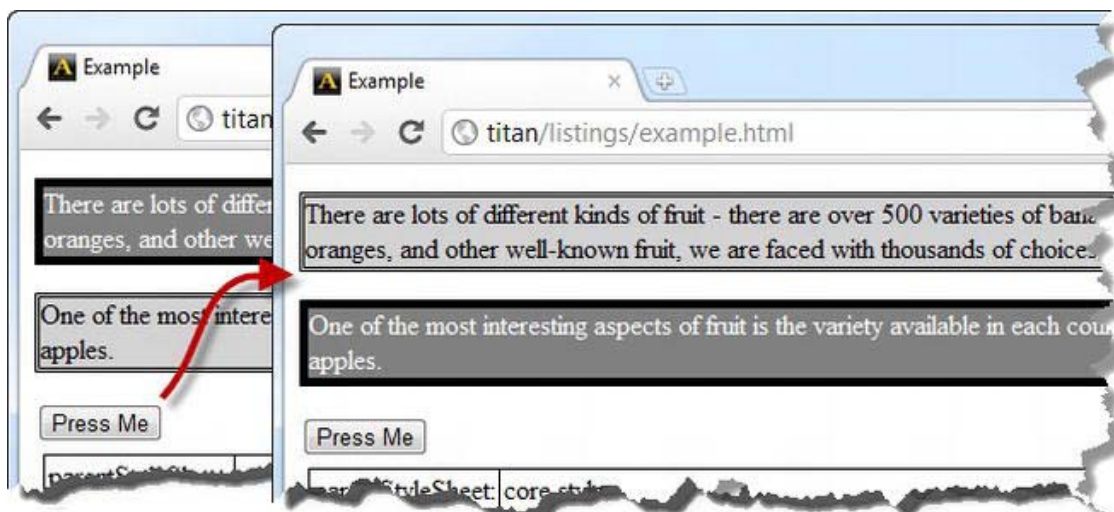 Example
titan
There are lots of differ
oranges, and other we
One of the most intere
apples.
Press Me
Example
titan/listings/example.html
There are lots of different kinds of fruit - there are over 500 varieties of bana
oranges, and other well-known fruit, we are faced with thousands of choices
One of the most interesting aspects of fruit is the variety available in each cou
apples.
Press Me
core styles